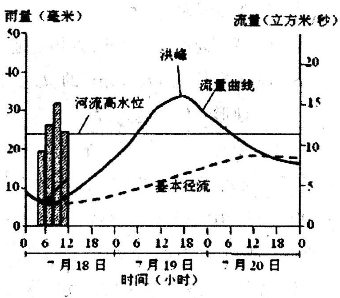 雨量(毫米)
流量(立方米/秒)
50
40
30
20
10
0
20
15
10
5
3
0
洪峰
流量曲线
河流高水位
基本径流
0 6 12 18 0 6 12 18 0 6 12 18 0
7月18日 7月19日 7月20日
时间(小时)